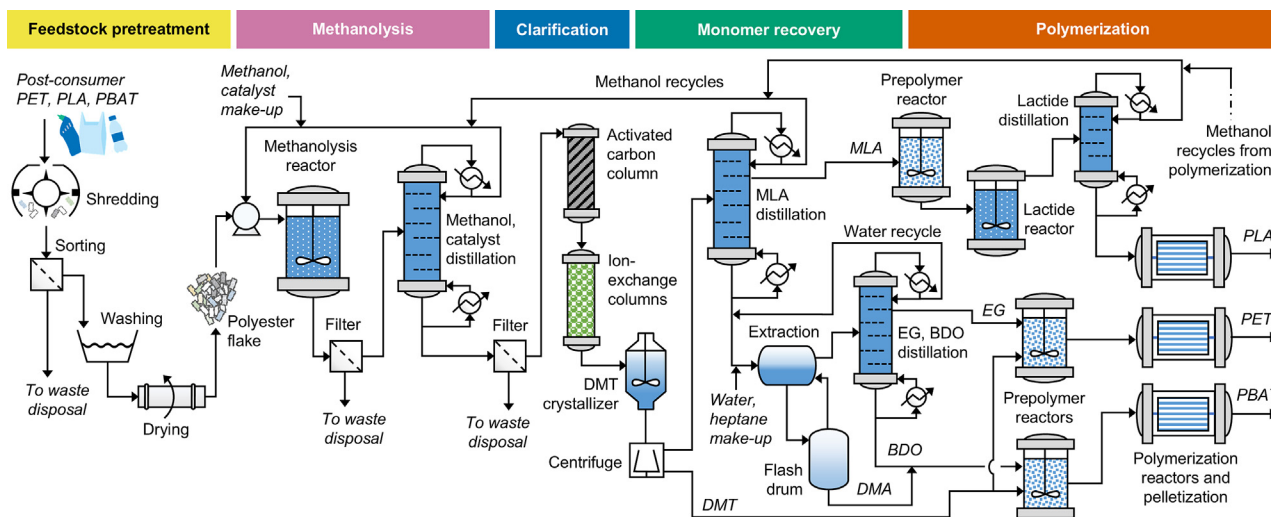 Feedstock pretreatment
Methanolysis
Clarification
Monomer recovery
Polymerization
Post-consumer
PET, PLA, PBAT
Shredding
Sorting
Washing
To waste
disposal
Drying
Polyester
flake
Methanol,
catalyst
make-up
Methanolysis
reactor
Filter
To waste
disposal
Methanol,
catalyst
distillation
Filter
To waste
disposal
Methanol recycles
Activated
carbon
column
Ion-
exchange
columns
DMT
crystallizer
Centrifuge
MLA
distillation
MLA
Water recycle
Extraction
Water,
heptane
make-up
Flash
drum
EG, BDO
distillation
EG
BDO
DMA
DMT
Prepolymer
reactor
Lactide
reactor
Lactide
distillation
Methanol
recycles from
polymerization
Prepolymer
reactors
PLA
PET
PBAT
Polymerization
reactors and
pelletization